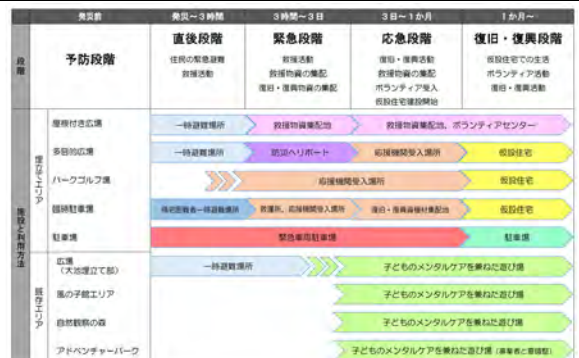 発災前
発災～3時間
3時間～3日
3日～1か月
1か月～
段階
予防段階
直後段階
住民の緊急避難
救援活動
緊急段階
救援活動
救援物資の集配
復旧・復興物資の集配
応急段階
復旧・復興活動
救援物資の集配
ボランティア受入
仮設住宅建設開始
復旧・復興段階
仮設住宅での生活
ボランティア活動
復旧・復興活動
施設と利用方法
埋立てエリア
屋根付き広場
一時避難場所
救援物資集配地
救援物資集配地、ボランティアセンター
多目的広場
一時避難場所
防災ヘリポート
応援機関受入場所
仮設住宅
パークゴルフ場
応援機関受入場所
仮設住宅
臨時駐車場
帰宅困難者一時避難場所
救護所、応援機関受入場所
復旧・復興資機材集配地
仮設住宅
駐車場
緊急車両駐車場
駐車場
既存エリア
広場
(大池埋立て部)
一時避難場所
子どものメンタルケアを兼ねた遊び場
風の子館エリア
子どものメンタルケアを兼ねた遊び場
自然観察の森
子どものメンタルケアを兼ねた遊び場
アドベンチャーパーク
子どものメンタルケアを兼ねた遊び場